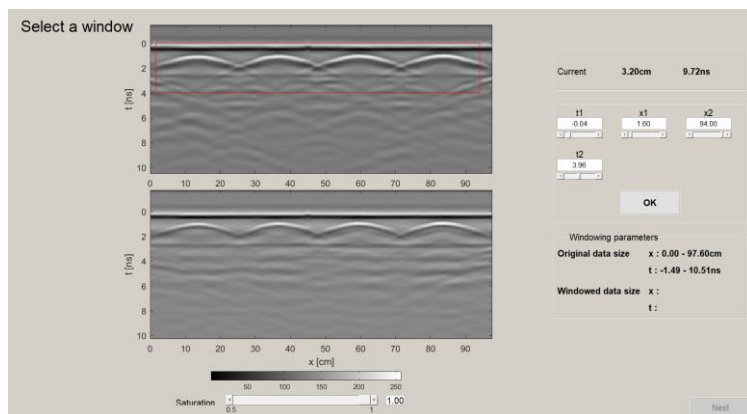 Select a window
0
2
4
6
8
10
t [ns]
0 10 20 30 40 50 60 70 80 90
0
2
4
6
8
10
t [ns]
0 10 20 30 40 50 60 70 80 90
x [cm]
50 100 150 200 250
Saturation 1.00
0.5 1
Current 3.20cm 9.72ns
t1 x1 x2
-0.04 1.60 94.00
t2
3.96
OK
Windowing parameters
Original data size x : 0.00 - 97.60cm
t : -1.49 - 10.51ns
Windowed data size x :
t :
Next